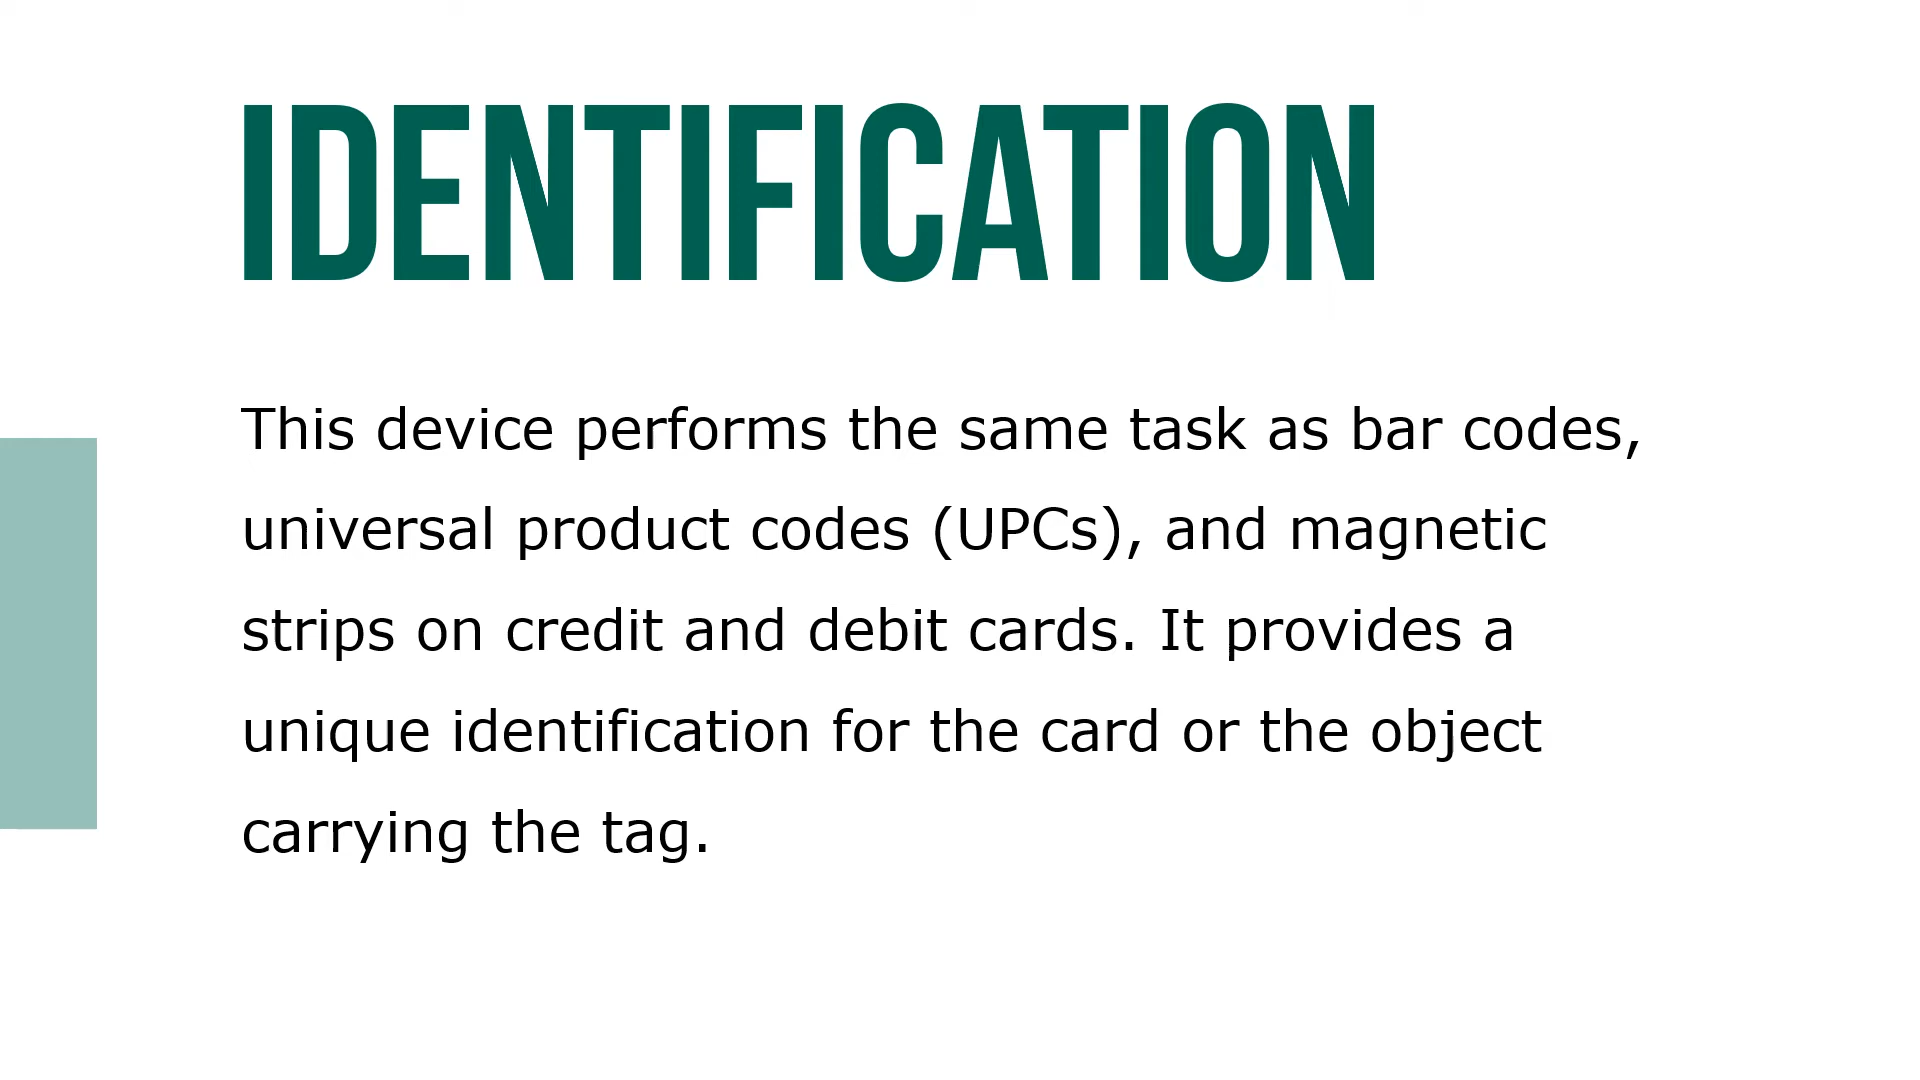 IDENTIFICATION
This device performs the same task as bar codes,
universal product codes (UPCs), and magnetic
strips on credit and debit cards. It provides a
unique identification for the card or the object
carrying the tag.